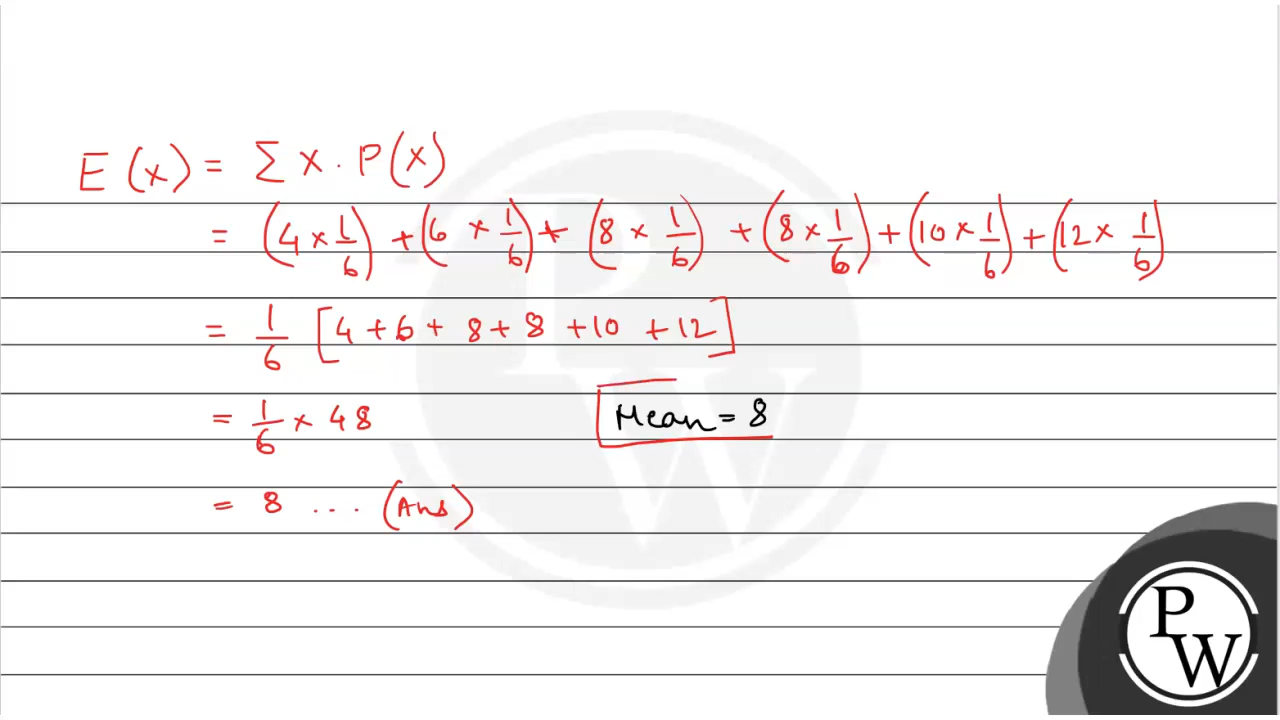 E(x) = Σ x · P(x)
= (4 × 1/6) + (6 × 1/6) + (8 × 1/6) + (8 × 1/6) + (10 × 1/6) + (12 × 1/6)
= 1/6 [4 + 6 + 8 + 8 + 10 + 12]
= 1/6 × 48
Mean = 8
= 8 ... (Ans)
PW
PW